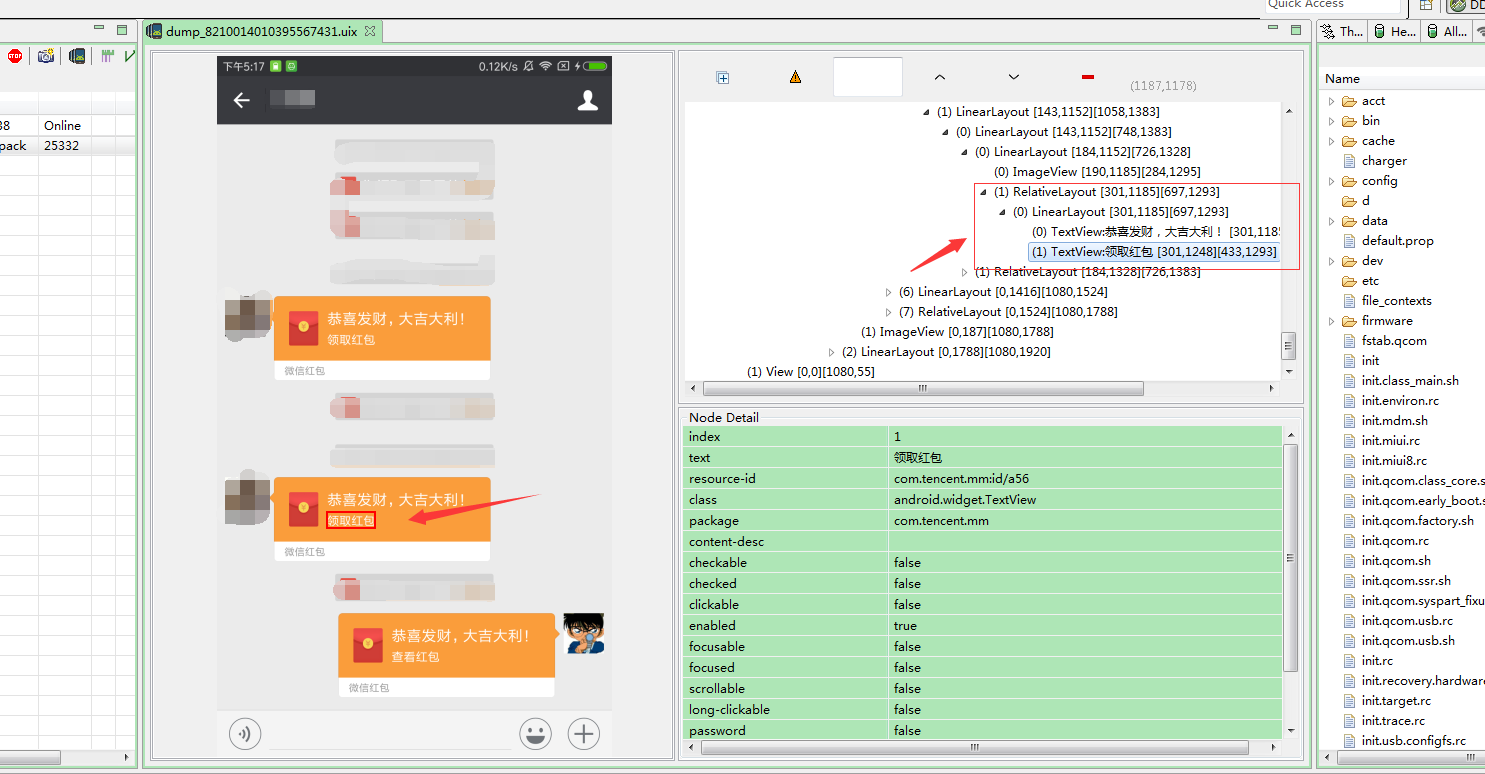 Quick Access
DD
dump_8210014010395567431.uix
Th...
He...
All...
38
Online
pack
25332
下午5:17
0.12K/s
恭喜发财，大吉大利！
领取红包
微信红包
恭喜发财，大吉大利！
领取红包
微信红包
恭喜发财，大吉大利！
查看红包
微信红包
(1187,1178)
(1) LinearLayout [143,1152][1058,1383]
(0) LinearLayout [143,1152][748,1383]
(0) LinearLayout [184,1152][726,1328]
(0) ImageView [190,1185][284,1295]
(1) RelativeLayout [301,1185][697,1293]
(0) LinearLayout [301,1185][697,1293]
(0) TextView:恭喜发财，大吉大利！ [301,118
(1) TextView:领取红包 [301,1248][433,1293]
(1) RelativeLayout [184,1328][726,1383]
(6) LinearLayout [0,1416][1080,1524]
(7) RelativeLayout [0,1524][1080,1788]
(1) ImageView [0,187][1080,1788]
(2) LinearLayout [0,1788][1080,1920]
(1) View [0,0][1080,55]
Node Detail
index 1
text 领取红包
resource-id com.tencent.mm:id/a56
class android.widget.TextView
package com.tencent.mm
content-desc
checkable false
checked false
clickable false
enabled true
focusable false
focused false
scrollable false
long-clickable false
password false
Name
acct
bin
cache
charger
config
d
data
default.prop
dev
etc
file_contexts
firmware
fstab.qcom
init
init.class_main.sh
init.environ.rc
init.mdm.sh
init.miui.rc
init.miui8.rc
init.qcom.class_core.s
init.qcom.early_boot.s
init.qcom.factory.sh
init.qcom.rc
init.qcom.sh
init.qcom.ssr.sh
init.qcom.syspart_fixu
init.qcom.usb.rc
init.qcom.usb.sh
init.rc
init.recovery.hardware
init.target.rc
init.trace.rc
init.usb.configfs.rc